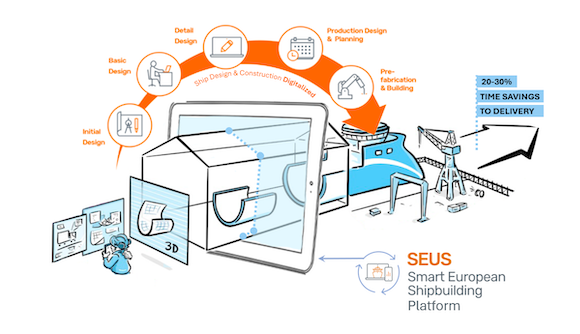 Detail
Design
Production Design
& Planning
Basic
Design
Pre-
fabrication
& Building
Ship Design & Construction Digitalized
Initial
Design
20-30%
TIME SAVINGS
TO DELIVERY
3D
SEUS
Smart European
Shipbuilding
Platform